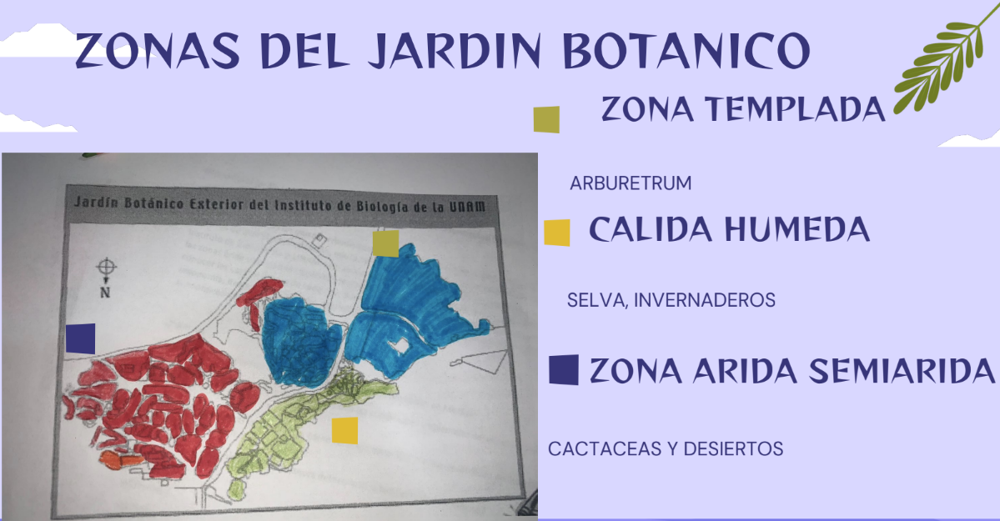 ZONAS DEL JARDIN BOTANICO
ZONA TEMPLADA
ARBURETRUM
CALIDA HUMEDA
SELVA, INVERNADEROS
ZONA ARIDA SEMIARIDA
CACTACEAS Y DESIERTOS
Jardín Botánico Exterior del Instituto de Biología de la UNAM
N